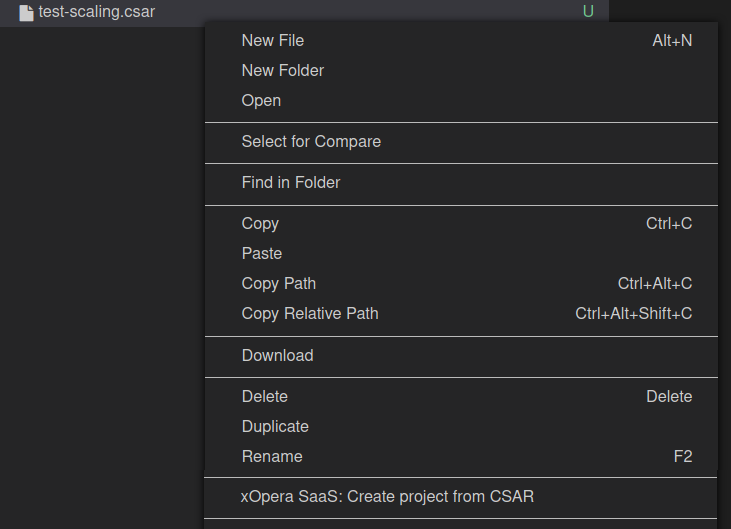 test-scaling.csar U
New File Alt+N
New Folder
Open
Select for Compare
Find in Folder
Copy Ctrl+C
Paste
Copy Path Ctrl+Alt+C
Copy Relative Path Ctrl+Alt+Shift+C
Download
Delete Delete
Duplicate
Rename F2
xOpera SaaS: Create project from CSAR